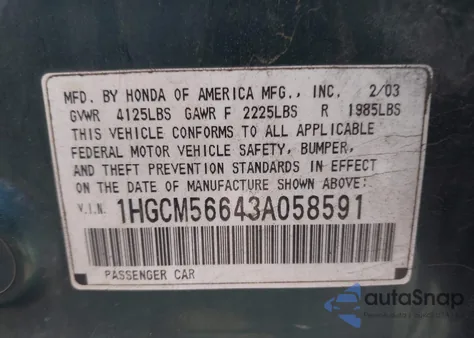 MFD. BY HONDA OF AMERICA MFG., INC. 2/03
GVWR 4125LBS GAWR F 2225LBS R 1985LBS
THIS VEHICLE CONFORMS TO ALL APPLICABLE
FEDERAL MOTOR VEHICLE SAFETY, BUMPER,
AND THEFT PREVENTION STANDARDS IN EFFECT
ON THE DATE OF MANUFACTURE SHOWN ABOVE.
V.I.N. 1HGCM56643A058591
PASSENGER CAR
autaSnap